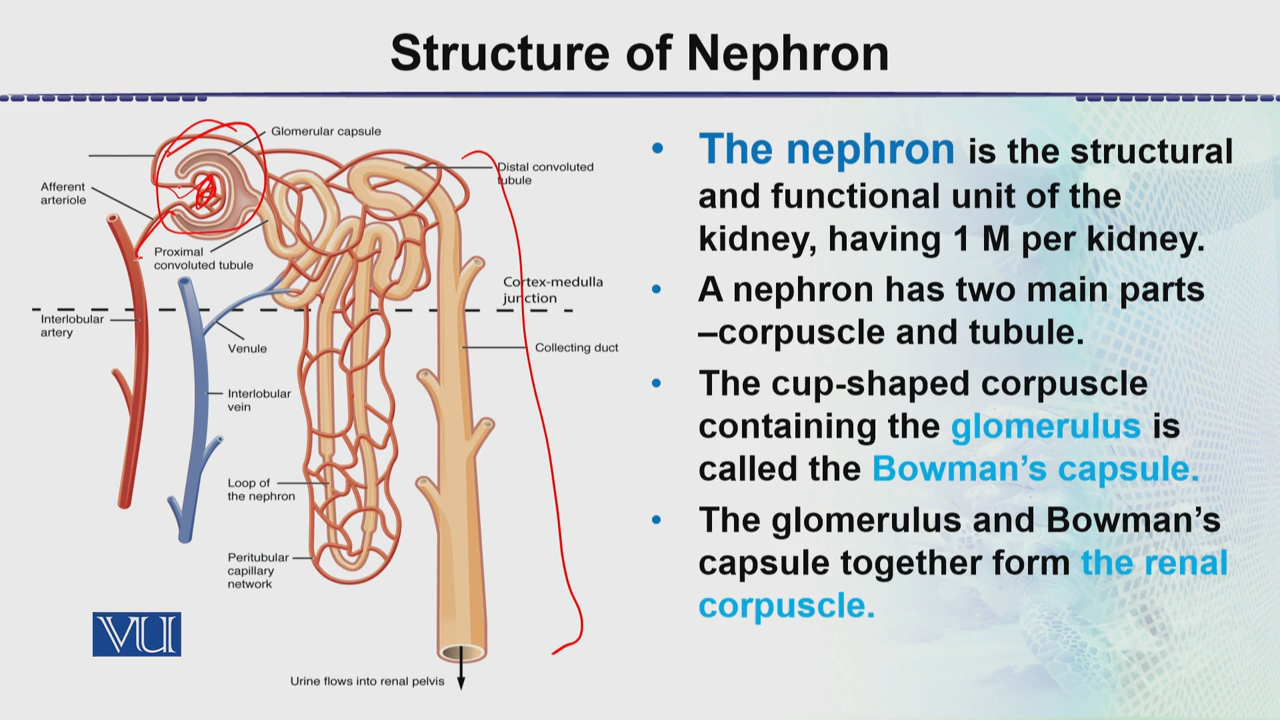 Structure of Nephron
Glomerular capsule
Distal convoluted
tubule
Afferent
arteriole
Proximal
convoluted tubule
Cortex-medulla
junction
Interlobular
artery
Venule
Collecting duct
Interlobular
vein
Loop of
the nephron
Peritubular
capillary
network
VU
Urine flows into renal pelvis
• The nephron is the structural
and functional unit of the
kidney, having 1 M per kidney.
• A nephron has two main parts
–corpuscle and tubule.
• The cup-shaped corpuscle
containing the glomerulus is
called the Bowman’s capsule.
• The glomerulus and Bowman’s
capsule together form the renal
corpuscle.